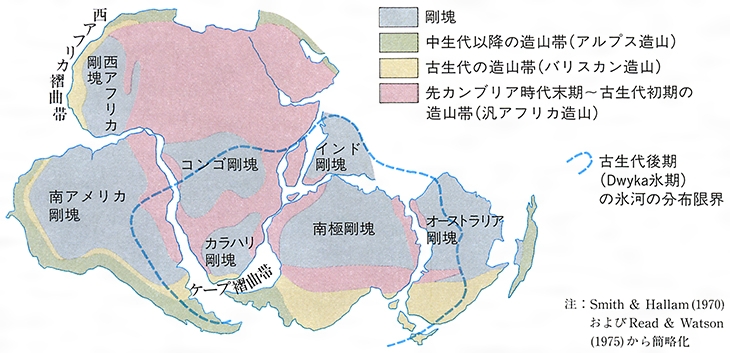 剛塊
中生代以降の造山帯(アルプス造山)
古生代の造山帯(バリスカン造山)
先カンブリア時代末期〜古生代初期の
造山帯(汎アフリカ造山)
古生代後期
(Dwyka氷期)
の氷河の分布限界
西アフリカ褶曲帯
西アフリカ
剛塊
コンゴ剛塊
インド
剛塊
南アメリカ
剛塊
カラハリ
剛塊
南極剛塊
オーストラリア
剛塊
ケープ褶曲帯
注:Smith & Hallam(1970)
およびRead & Watson
(1975)から簡略化